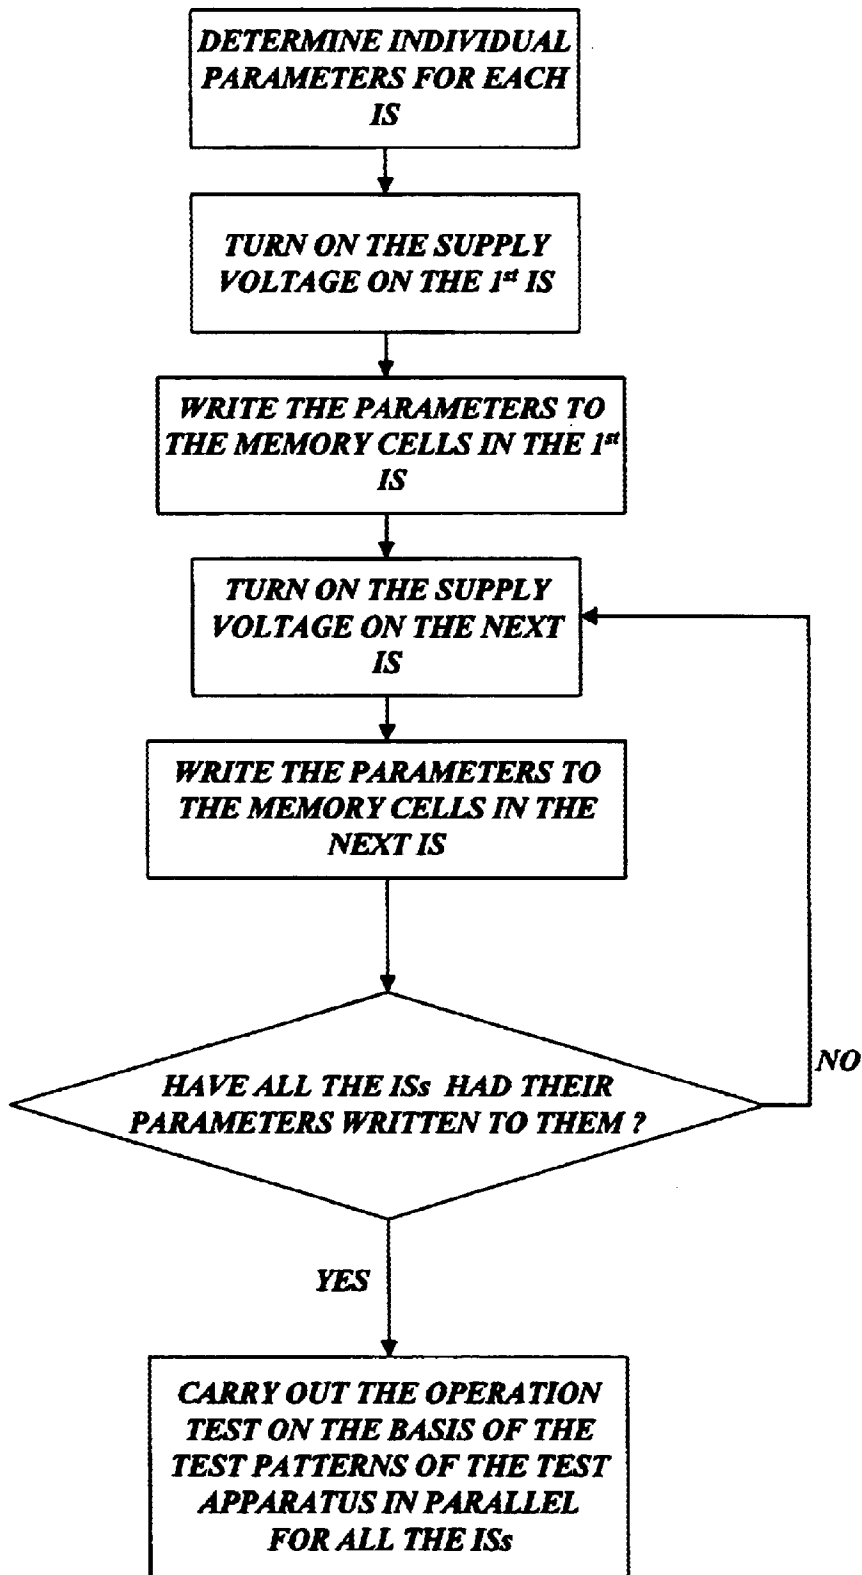 DETERMINE INDIVIDUAL
PARAMETERS FOR EACH
IS
TURN ON THE SUPPLY
VOLTAGE ON THE 1st IS
WRITE THE PARAMETERS TO
THE MEMORY CELLS IN THE 1st
IS
TURN ON THE SUPPLY
VOLTAGE ON THE NEXT
IS
WRITE THE PARAMETERS TO
THE MEMORY CELLS IN THE
NEXT IS
HAVE ALL THE ISs HAD THEIR
PARAMETERS WRITTEN TO THEM ?
NO
YES
CARRY OUT THE OPERATION
TEST ON THE BASIS OF THE
TEST PATTERNS OF THE TEST
APPARATUS IN PARALLEL
FOR ALL THE ISs